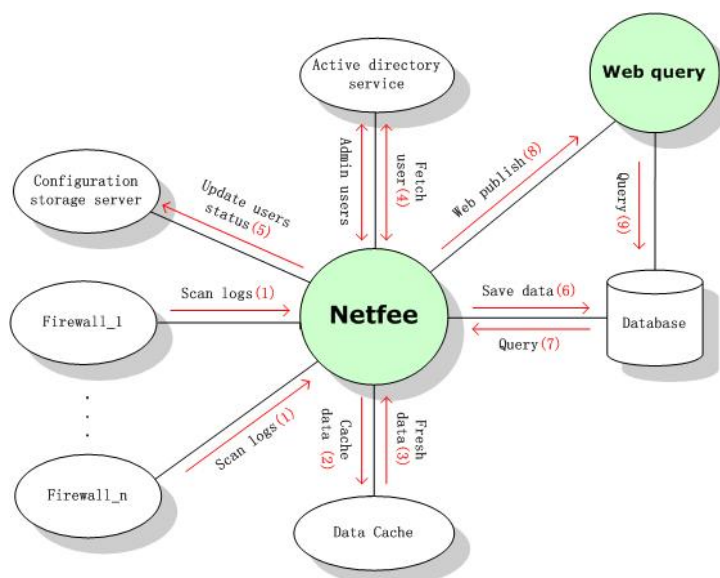 Active directory
service
Web query
Admin users
Fetch
user(4)
Web publish(8)
Configuration
storage server
Update users
status(5)
Query(9)
Scan logs(1)
Firewall_1
Netfee
Save data(6)
Query(7)
Database
.
.
.
Scan logs(1)
Cache
data(2)
Fresh
data(3)
Firewall_n
Data Cache